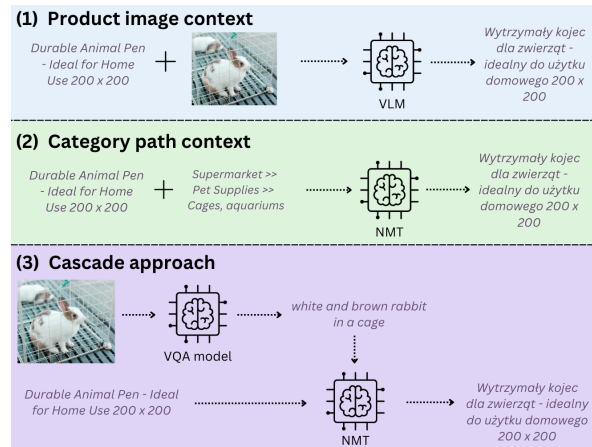 (1) Product image context
Durable Animal Pen
- Ideal for Home
Use 200 x 200
+
VLM
Wytrzymały kojec
dla zwierząt -
idealny do użytku
domowego 200 x
200
(2) Category path context
Durable Animal Pen
- Ideal for Home
Use 200 x 200
+
Supermarket >>
Pet Supplies >>
Cages, aquariums
NMT
Wytrzymały kojec
dla zwierząt -
idealny do użytku
domowego 200 x
200
(3) Cascade approach
VQA model
white and brown rabbit
in a cage
Durable Animal Pen - Ideal
for Home Use 200 x 200
NMT
Wytrzymały kojec
dla zwierząt - idealny
do użytku domowego
200 x 200